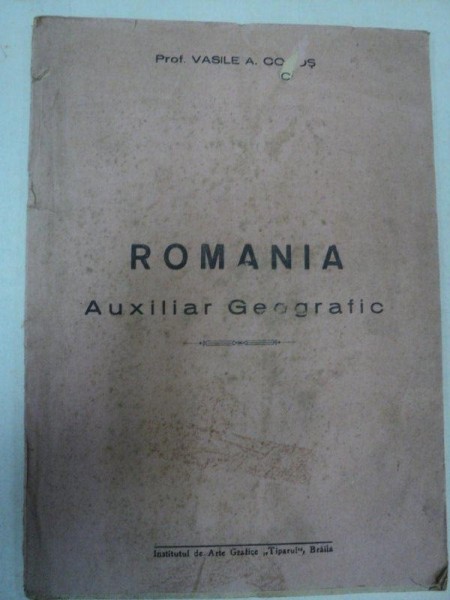 Prof. VASILE A.
ROMANIA
Auxiliar Geografic
Institutul de Arte Grafice „Tiparul“, Brăila